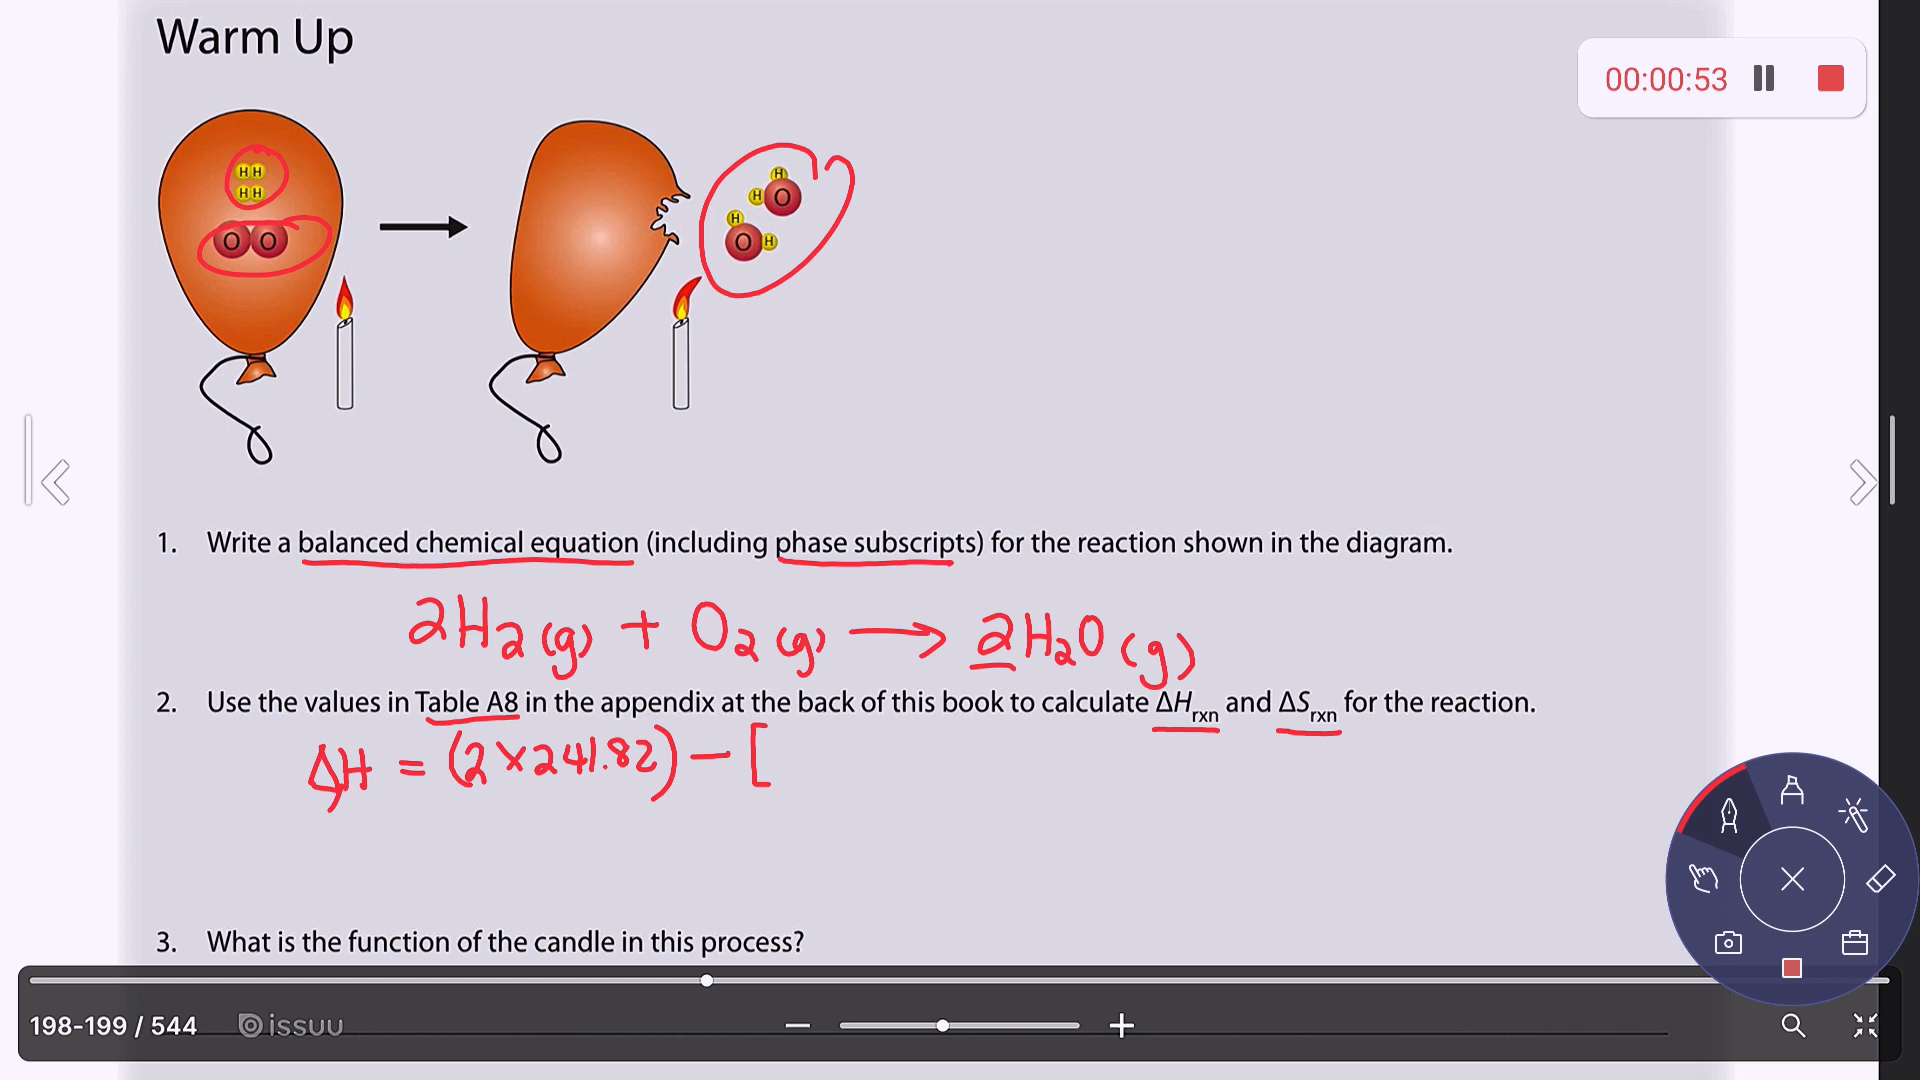 Warm Up
00:00:53
H H
H H
O O
H
H O
H
O H
1. Write a balanced chemical equation (including phase subscripts) for the reaction shown in the diagram.
2H₂(g) + O₂(g) → 2H₂O(g)
2. Use the values in Table A8 in the appendix at the back of this book to calculate ΔHrxn and ΔSrxn for the reaction.
ΔH = (2×241.82) − [
3. What is the function of the candle in this process?
198-199 / 544 issuu